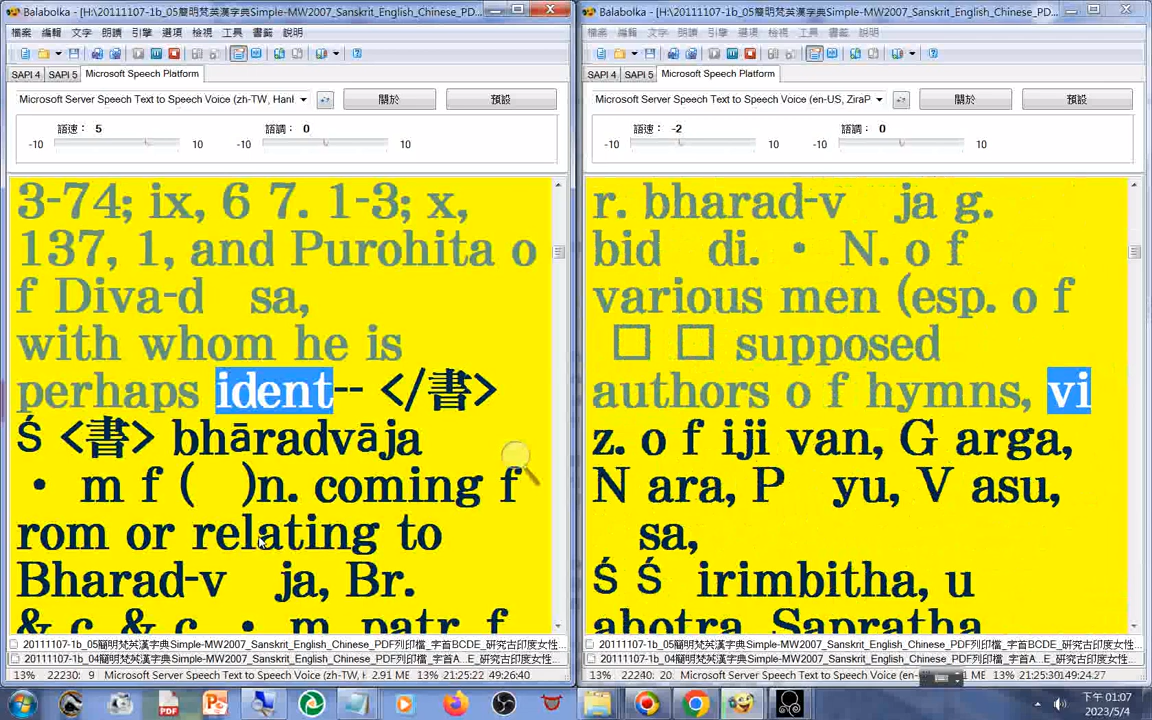 Balabolka - [H:\20111107-1b_05簡明梵英漢字典Simple-MW2007_Sanskrit_English_Chinese_PD...
檔案 編輯 文字 朗讀 引擎 選項 檢視 工具 書籤 說明
SAPI 4 SAPI 5 Microsoft Speech Platform
Microsoft Server Speech Text to Speech Voice (zh-TW, Hanl 關於 預設
語速： 5 語調： 0
-10 10 -10 10
3-74; ix, 6 7. 1-3; x,
137, 1, and Purohita o
f Diva-d sa,
with whom he is
perhaps ident-- </書>
Ś <書> bhāradvāja
• m f ( )n. coming f
rom or relating to
Bharad-v ja, Br.
& c. & c. • m. patr. f
20111107-1b_05簡明梵英漢字典Simple-MW2007_Sanskrit_English_Chinese_PDF列印檔_字首BCDE_研究古印度女性...
20111107-1b_04簡明梵英漢字典Simple-MW2007_Sanskrit_English_Chinese_PDF列印檔_字首A...E_研究古印度女性...
13% 22230: 9 Microsoft Server Speech Text to Speech Voice (zh-TW, 2.91 ME 13% 21:25:22 49:26:40
Balabolka - [H:\20111107-1b_05簡明梵英漢字典Simple-MW2007_Sanskrit_English_Chinese_PD...
檔案 編輯 文字 朗讀 引擎 選項 檢視 工具 書籤 說明
SAPI 4 SAPI 5 Microsoft Speech Platform
Microsoft Server Speech Text to Speech Voice (en-US, ZiraP 關於 預設
語速： -2 語調： 0
-10 10 -10 10
r. bharad-v ja g.
bid di. • N. o f
various men (esp. o f
supposed
authors o f hymns, vi
z. o f iji van, G arga,
N ara, P yu, V asu,
sa,
Ś Ś irimbitha, u
ahotra, Sapratha
20111107-1b_05簡明梵英漢字典Simple-MW2007_Sanskrit_English_Chinese_PDF列印檔_字首BCDE_研究古印度女性...
20111107-1b_04簡明梵英漢字典Simple-MW2007_Sanskrit_English_Chinese_PDF列印檔_字首A...E_研究古印度女性...
13% 22240: 20 Microsoft Server Speech Text to Speech Voice (en-US 13% 21:25:30 49:24:27
下午 01:07
2023/5/4